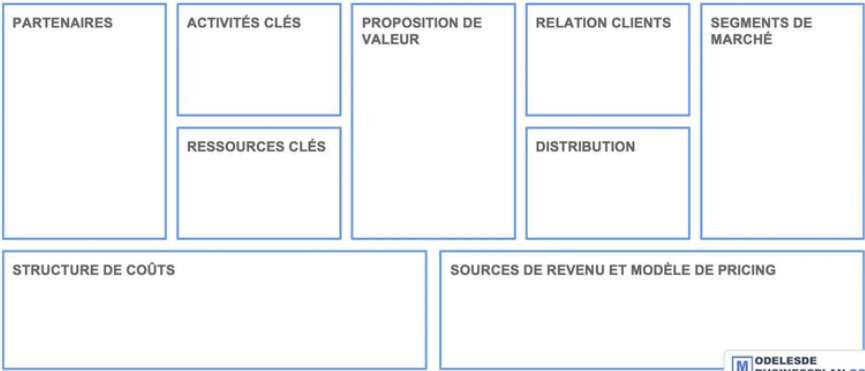 PARTENAIRES
ACTIVITÉS CLÉS
PROPOSITION DE
VALEUR
RELATION CLIENTS
SEGMENTS DE
MARCHÉ
RESSOURCES CLÉS
DISTRIBUTION
STRUCTURE DE COÛTS
SOURCES DE REVENU ET MODÈLE DE PRICING
MODELESDE